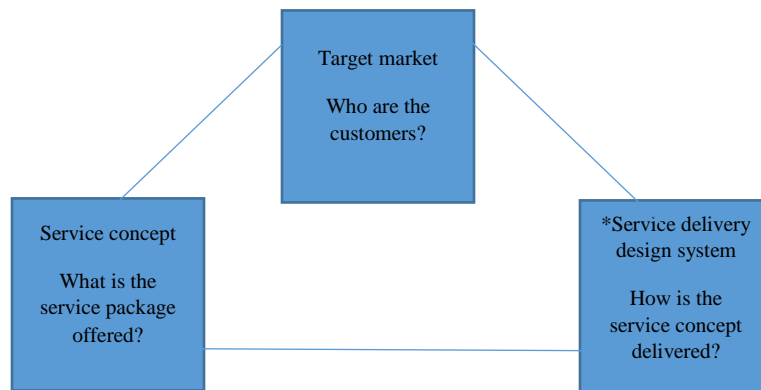 Target market
Who are the
customers?
Service concept
What is the
service package
offered?
*Service delivery
design system
How is the
service concept
delivered?